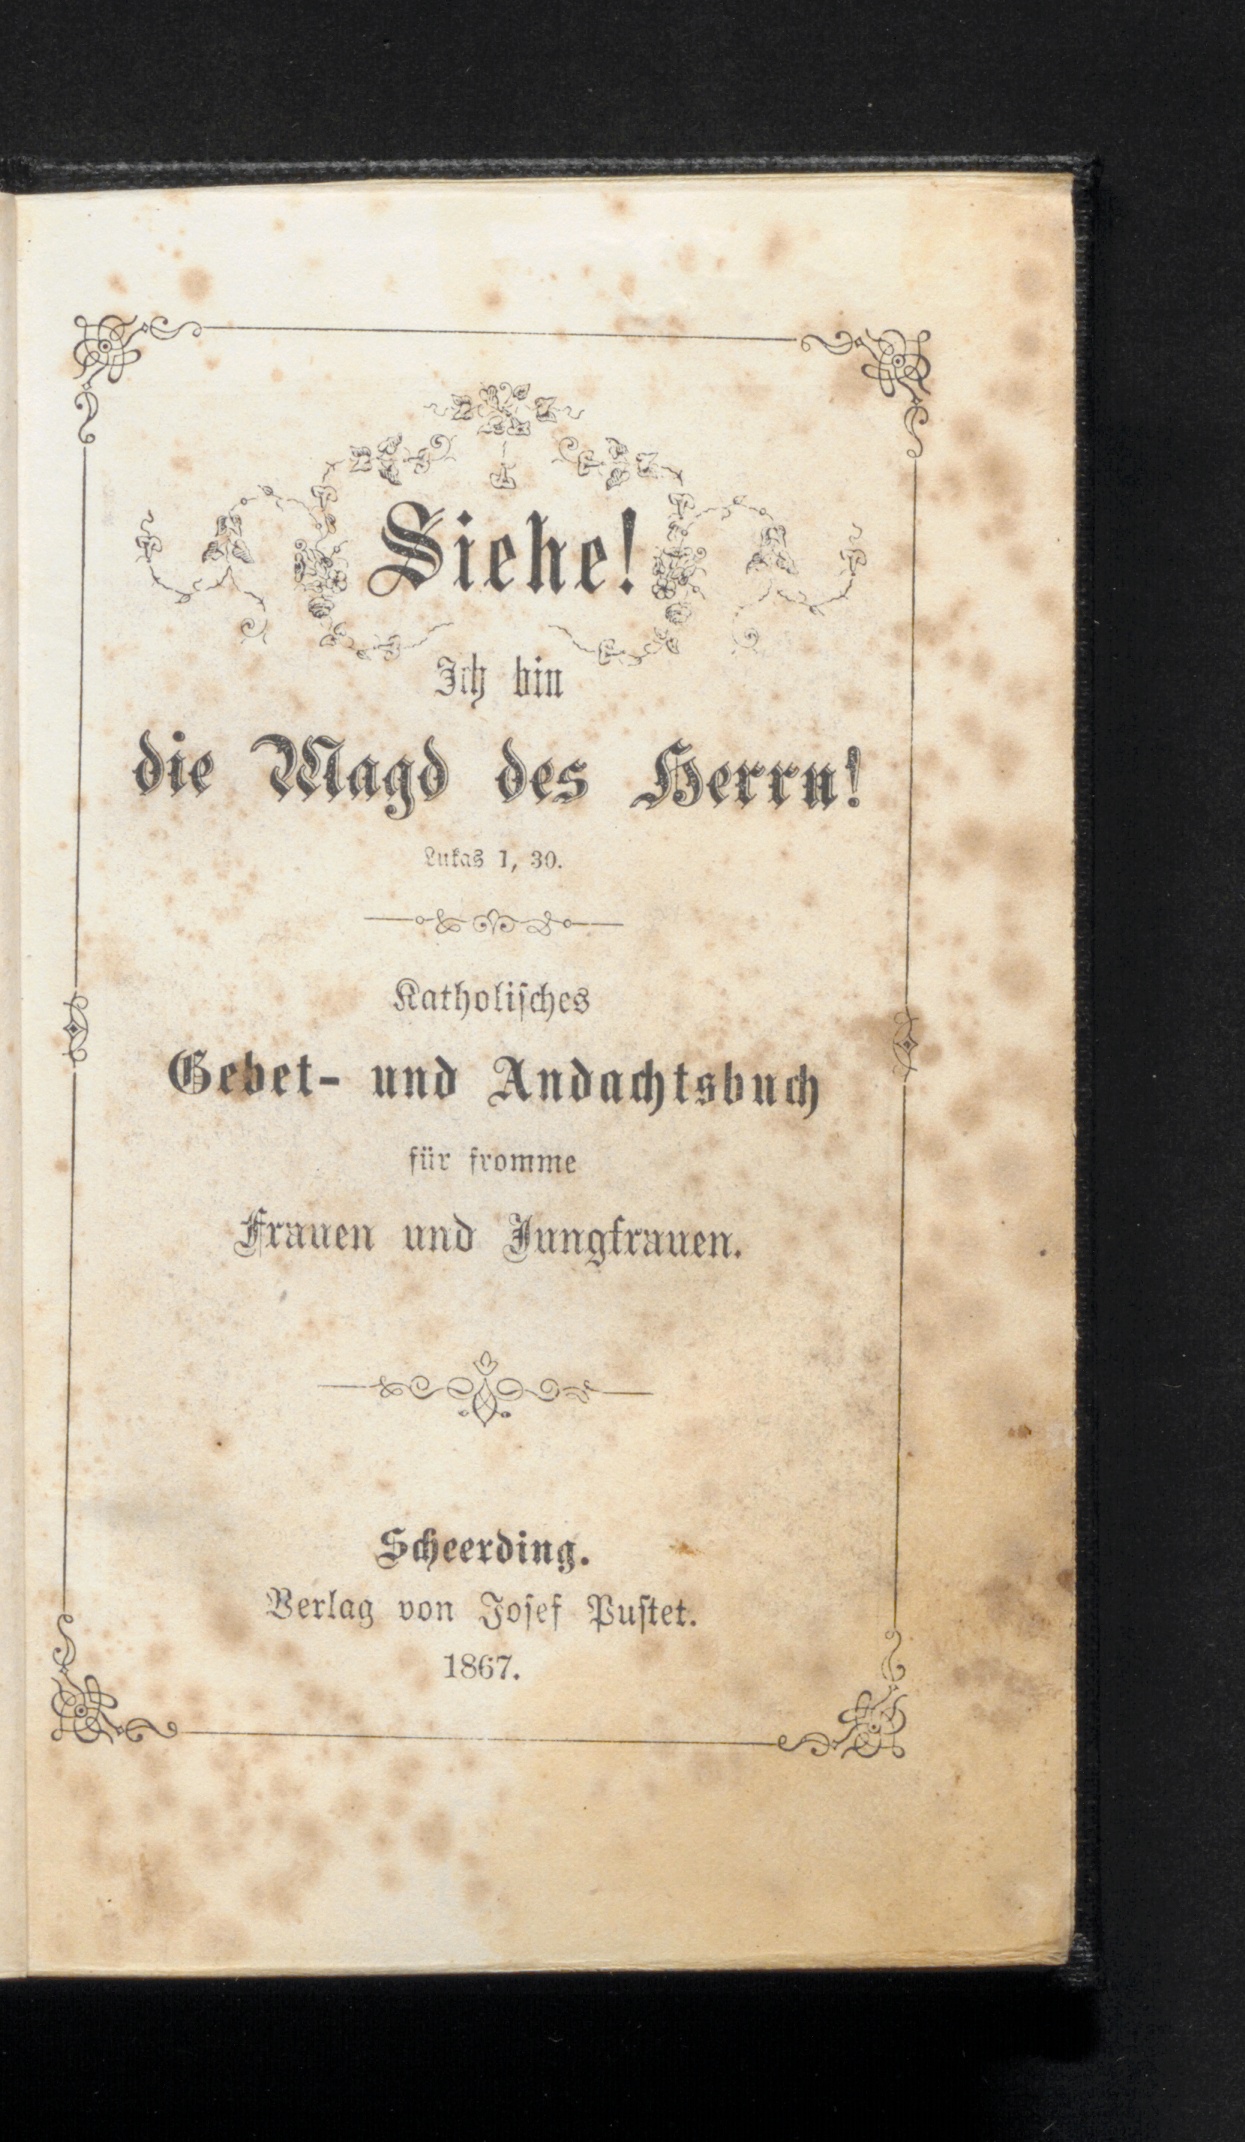 Siehe!
Ich bin
die Magd des Herrn!
Lukas 1, 30.
Katholisches
Gebet- und Andachtsbuch
für fromme
Frauen und Jungfrauen.
Scheerding.
Verlag von Josef Pustet.
1867.